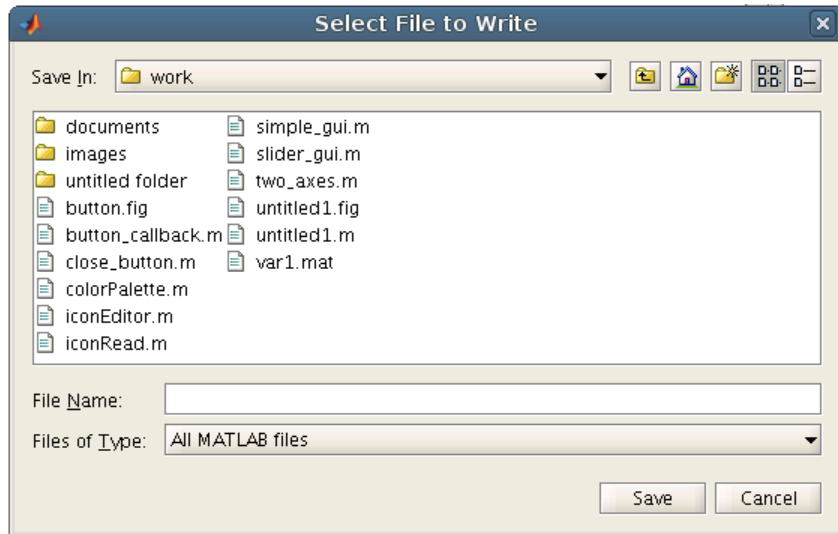 Select File to Write
Save In: work
documents simple_gui.m
images slider_gui.m
untitled folder two_axes.m
button.fig untitled1.fig
button_callback.m untitled1.m
close_button.m var1.mat
colorPalette.m
iconEditor.m
iconRead.m
File Name:
Files of Type: All MATLAB files
Save Cancel